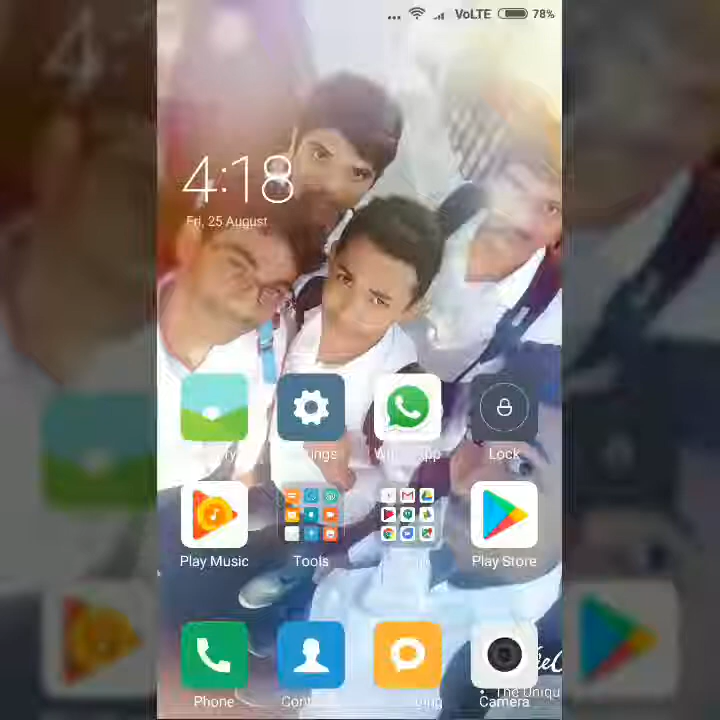 VoLTE 78%
4:18
Fri, 25 August
Lock
Play Music Tools Play Store
Phone Camera
The Uniqu